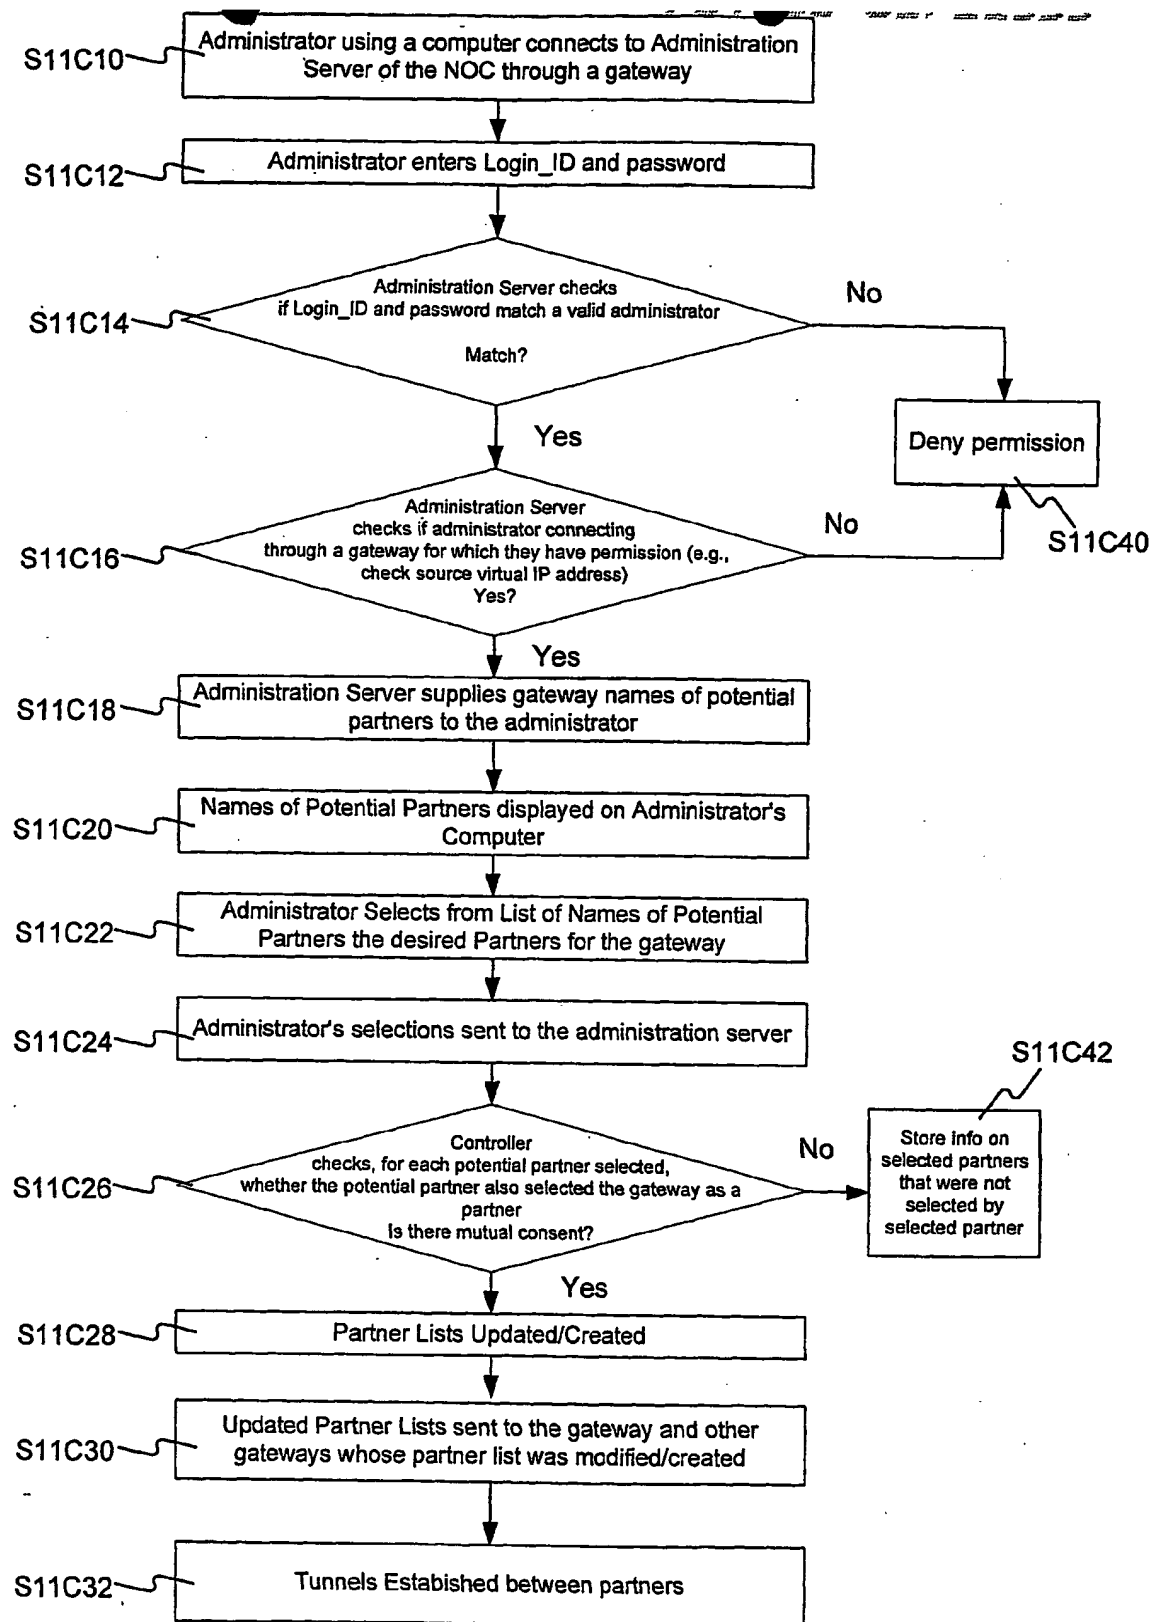 Administrator using a computer connects to Administration
Server of the NOC through a gateway
S11C10
Administrator enters Login_ID and password
S11C12
Administration Server checks
if Login_ID and password match a valid administrator
Match?
S11C14
No
Yes
Deny permission
S11C40
Administration Server
checks if administrator connecting
through a gateway for which they have permission (e.g.,
check source virtual IP address)
Yes?
S11C16
No
Yes
Administration Server supplies gateway names of potential
partners to the administrator
S11C18
Names of Potential Partners displayed on Administrator's
Computer
S11C20
Administrator Selects from List of Names of Potential
Partners the desired Partners for the gateway
S11C22
Administrator's selections sent to the administration server
S11C24
S11C42
Controller
checks, for each potential partner selected,
whether the potential partner also selected the gateway as a
partner
Is there mutual consent?
S11C26
No
Store info on
selected partners
that were not
selected by
selected partner
Yes
Partner Lists Updated/Created
S11C28
Updated Partner Lists sent to the gateway and other
gateways whose partner list was modified/created
S11C30
Tunnels Estabished between partners
S11C32